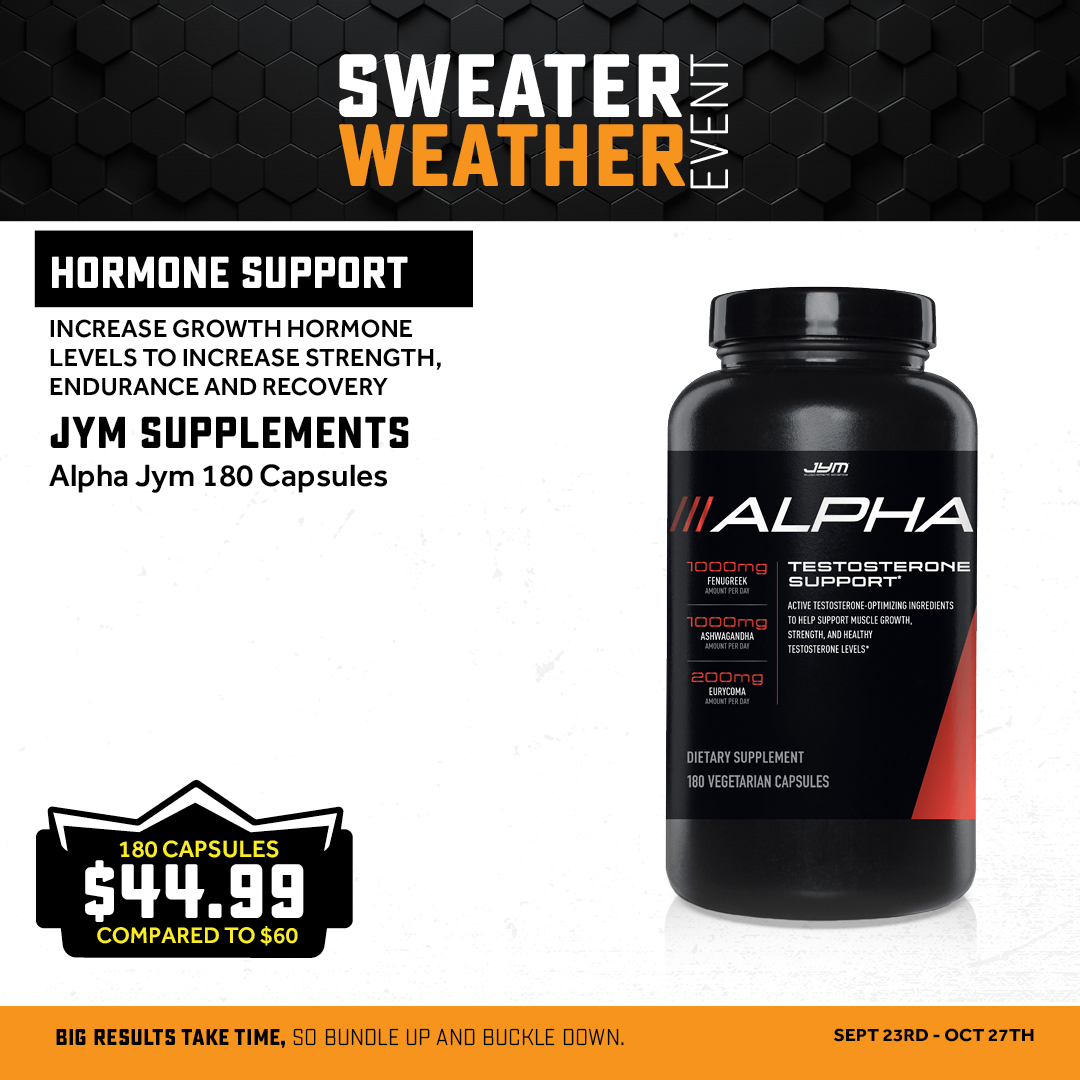 SWEATER
WEATHER
EVENT
HORMONE SUPPORT
INCREASE GROWTH HORMONE
LEVELS TO INCREASE STRENGTH,
ENDURANCE AND RECOVERY
JYM SUPPLEMENTS
Alpha Jym 180 Capsules
JYM
ALPHA
1000mg
FENUGREEK
AMOUNT PER DAY
1000mg
ASHWAGANDHA
AMOUNT PER DAY
200mg
EURYCOMA
AMOUNT PER DAY
TESTOSTERONE
SUPPORT*
ACTIVE TESTOSTERONE-OPTIMIZING INGREDIENTS
TO HELP SUPPORT MUSCLE GROWTH,
STRENGTH, AND HEALTHY
TESTOSTERONE LEVELS*
DIETARY SUPPLEMENT
180 VEGETARIAN CAPSULES
180 CAPSULES
$44.99
COMPARED TO $60
BIG RESULTS TAKE TIME, SO BUNDLE UP AND BUCKLE DOWN.
SEPT 23RD - OCT 27TH